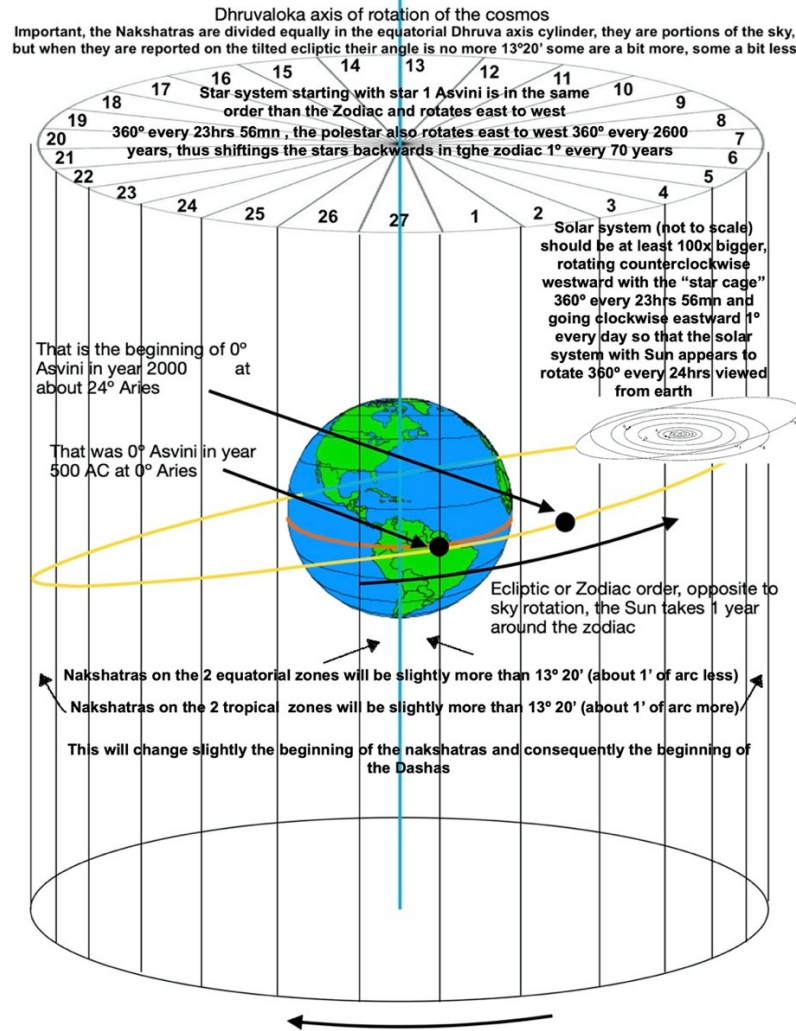 Dhruvaloka axis of rotation of the cosmos
Important, the Nakshatras are divided equally in the equatorial Dhruva axis cylinder, they are portions of the sky,
but when they are reported on the tilted ecliptic their angle is no more 13º20' some are a bit more, some a bit less
14 13
15 12
16 11
17 10
18 9
19 8
20 7
21 6
22 5
23 4
24 3
25 2
26 1
27
Star system starting with star 1 Asvini is in the same
order than the Zodiac and rotates east to west
360º every 23hrs 56mn , the polestar also rotates east to west 360º every 2600
years, thus shiftings the stars backwards in tghe zodiac 1º every 70 years
Solar system (not to scale)
should be at least 100x bigger,
rotating counterclockwise
westward with the “star cage”
360º every 23hrs 56mn and
going clockwise eastward 1º
every day so that the solar
system with Sun appears to
rotate 360º every 24hrs viewed
from earth
That is the beginning of 0º
Asvini in year 2000 at
about 24º Aries
That was 0º Asvini in year
500 AC at 0º Aries
Ecliptic or Zodiac order, opposite to
sky rotation, the Sun takes 1 year
around the zodiac
Nakshatras on the 2 equatorial zones will be slightly more than 13º 20' (about 1' of arc less)
Nakshatras on the 2 tropical zones will be slightly more than 13º 20' (about 1' of arc more)
This will change slightly the beginning of the nakshatras and consequently the beginning of
the Dashas